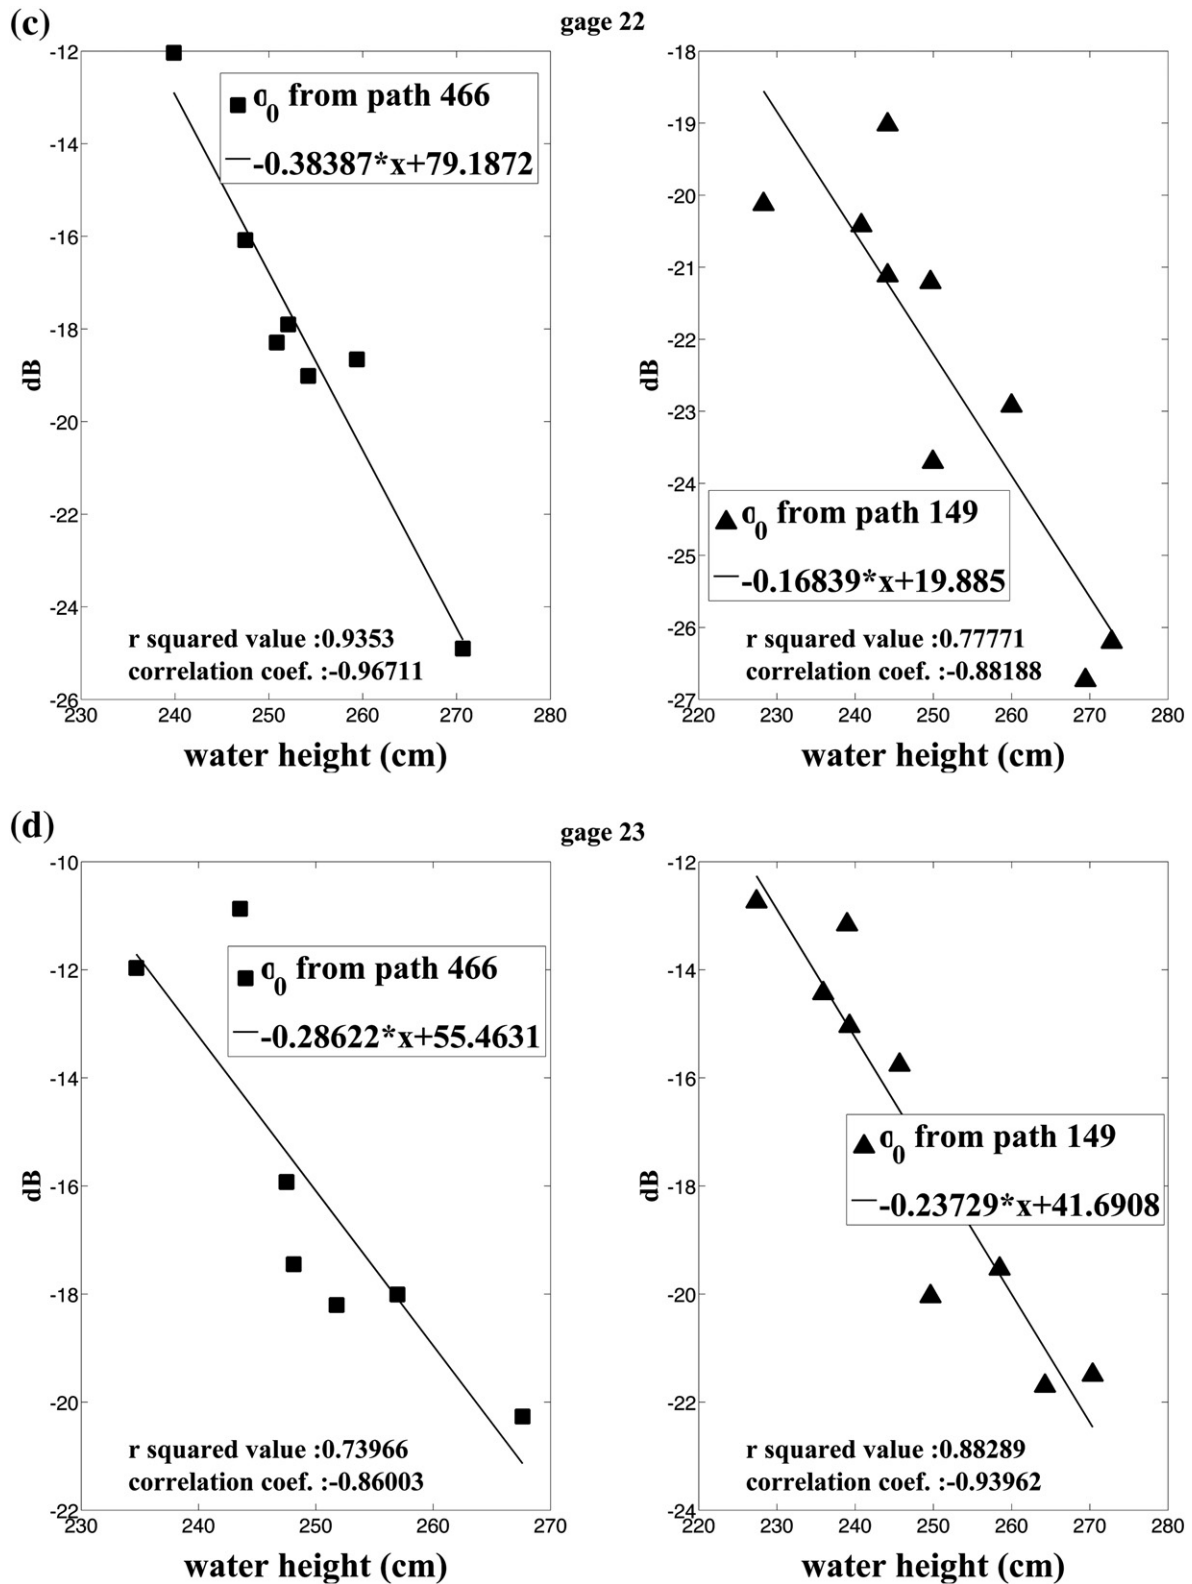 (c)
gage 22
-12
-14
-16
-18
-20
-22
-24
-26
dB
σ0 from path 466
-0.38387*x+79.1872
r squared value :0.9353
correlation coef. :-0.96711
230 240 250 260 270 280
water height (cm)
-18
-19
-20
-21
-22
-23
-24
-25
-26
-27
dB
σ0 from path 149
-0.16839*x+19.885
r squared value :0.77771
correlation coef. :-0.88188
220 230 240 250 260 270 280
water height (cm)
(d)
gage 23
-10
-12
-14
-16
-18
-20
-22
dB
σ0 from path 466
-0.28622*x+55.4631
r squared value :0.73966
correlation coef. :-0.86003
230 240 250 260 270
water height (cm)
-12
-14
-16
-18
-20
-22
-24
dB
σ0 from path 149
-0.23729*x+41.6908
r squared value :0.88289
correlation coef. :-0.93962
220 230 240 250 260 270 280
water height (cm)